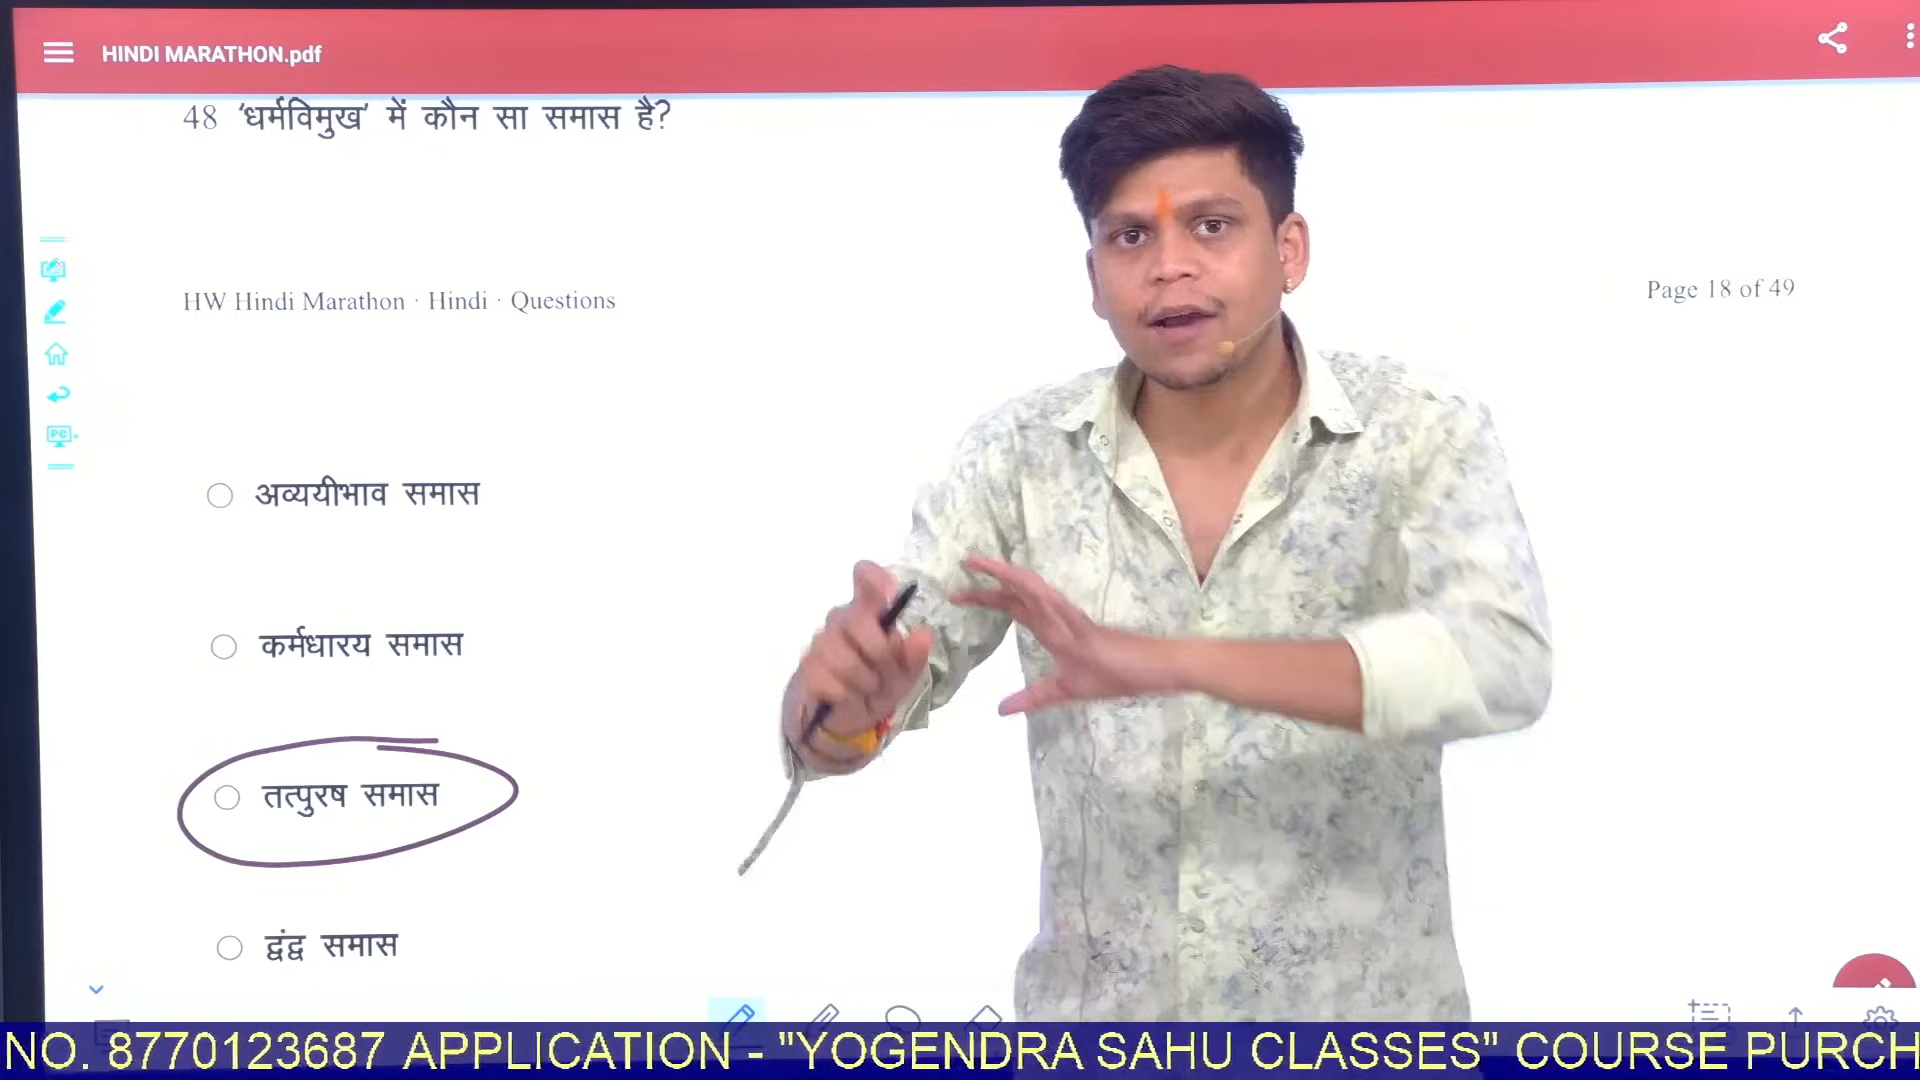 HINDI MARATHON.pdf
48 'धर्मविमुख' में कौन सा समास है?
HW Hindi Marathon · Hindi · Questions
Page 18 of 49
अव्ययीभाव समास
कर्मधारय समास
तत्पुरष समास
द्वंद्व समास
PC
NO. 8770123687 APPLICATION - "YOGENDRA SAHU CLASSES" COURSE PURCH